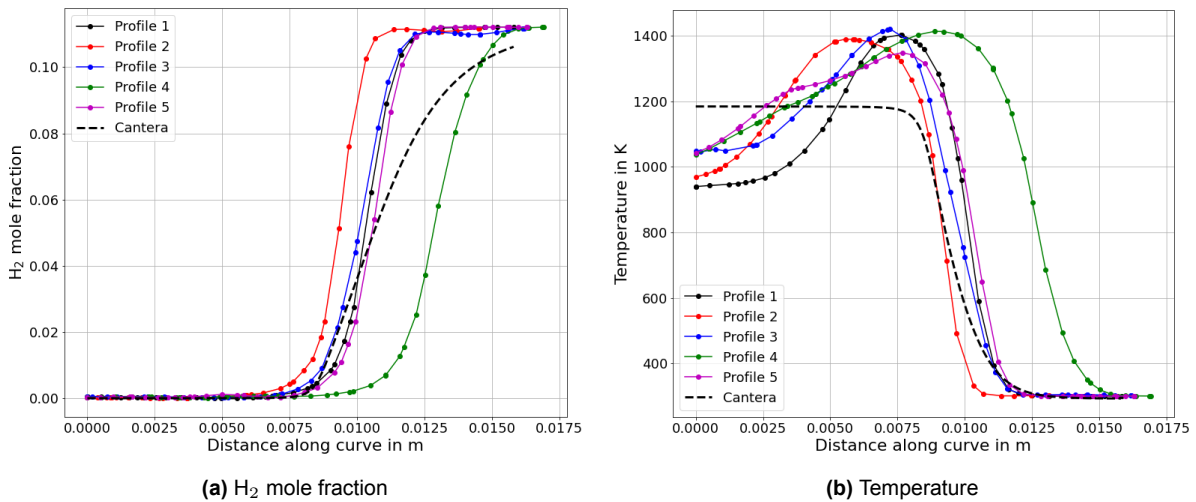 H₂ mole fraction
0.10
0.08
0.06
0.04
0.02
0.00
Profile 1
Profile 2
Profile 3
Profile 4
Profile 5
Cantera
0.0000 0.0025 0.0050 0.0075 0.0100 0.0125 0.0150 0.0175
Distance along curve in m
(a) H₂ mole fraction
Temperature in K
1400
1200
1000
800
600
400
Profile 1
Profile 2
Profile 3
Profile 4
Profile 5
Cantera
0.0000 0.0025 0.0050 0.0075 0.0100 0.0125 0.0150 0.0175
Distance along curve in m
(b) Temperature